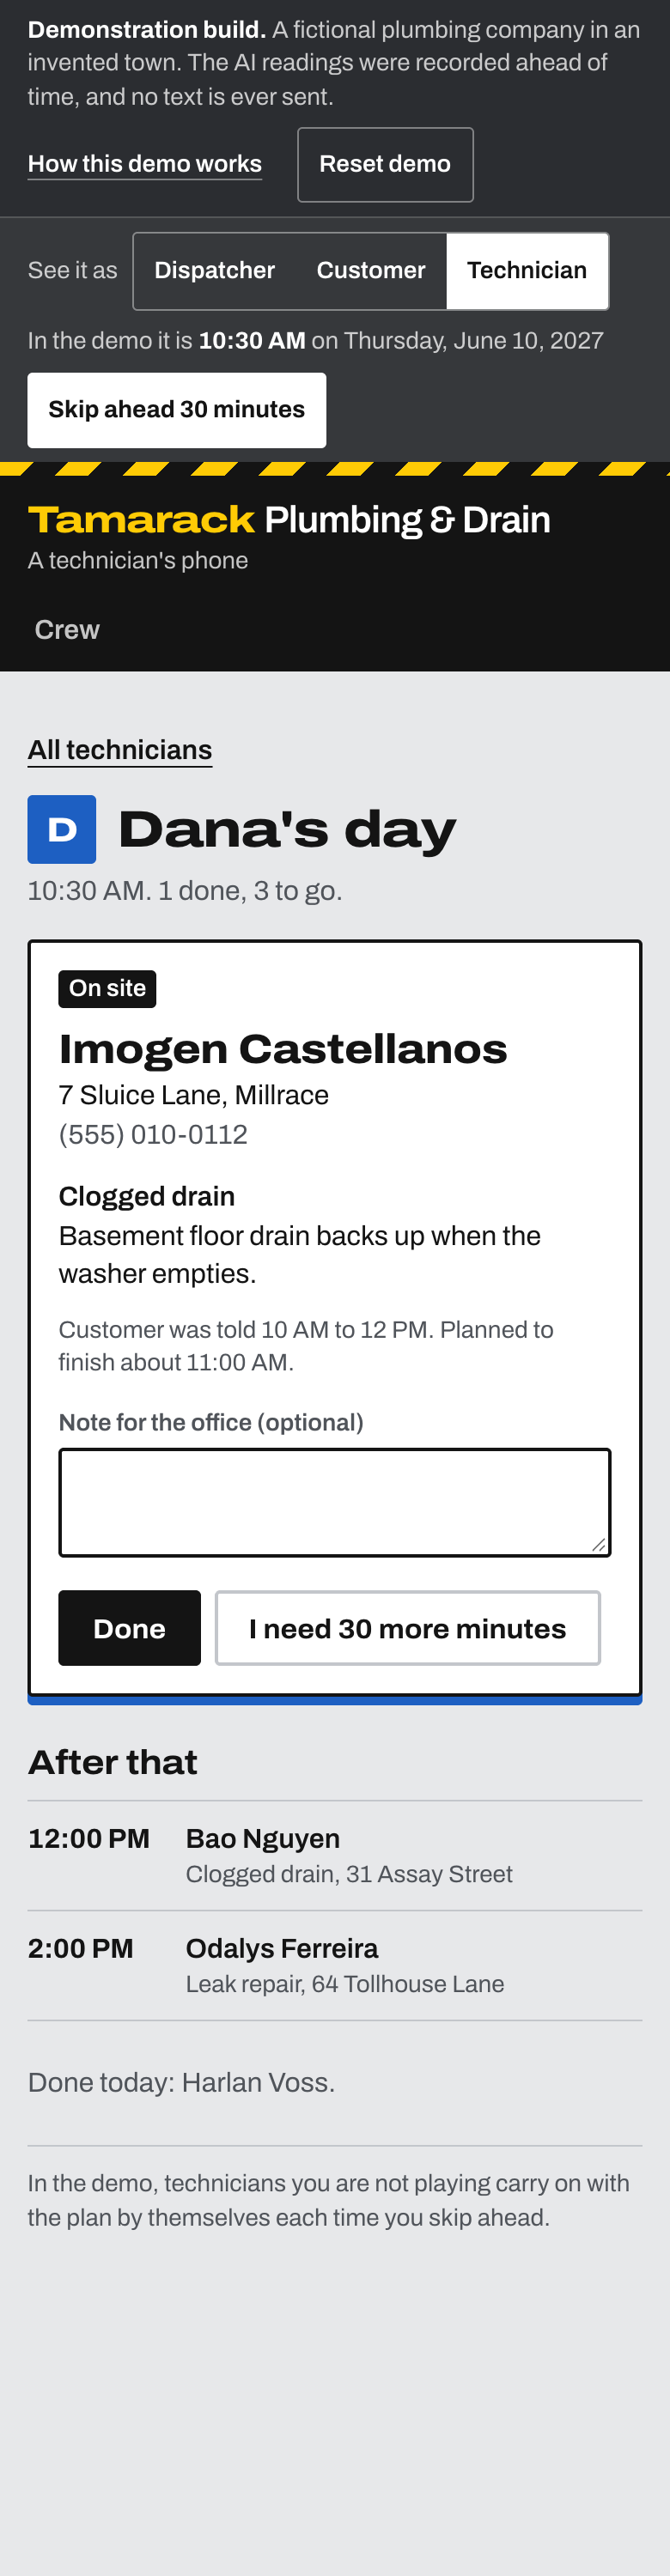 Demonstration build. A fictional plumbing company in an
invented town. The AI readings were recorded ahead of
time, and no text is ever sent.
How this demo works
Reset demo
See it as
Dispatcher
Customer
Technician
In the demo it is 10:30 AM on Thursday, June 10, 2027
Skip ahead 30 minutes
Tamarack Plumbing & Drain
A technician's phone
Crew
All technicians
D
Dana's day
10:30 AM. 1 done, 3 to go.
On site
Imogen Castellanos
7 Sluice Lane, Millrace
(555) 010-0112
Clogged drain
Basement floor drain backs up when the
washer empties.
Customer was told 10 AM to 12 PM. Planned to
finish about 11:00 AM.
Note for the office (optional)
Done
I need 30 more minutes
After that
12:00 PM
Bao Nguyen
Clogged drain, 31 Assay Street
2:00 PM
Odalys Ferreira
Leak repair, 64 Tollhouse Lane
Done today: Harlan Voss.
In the demo, technicians you are not playing carry on with
the plan by themselves each time you skip ahead.